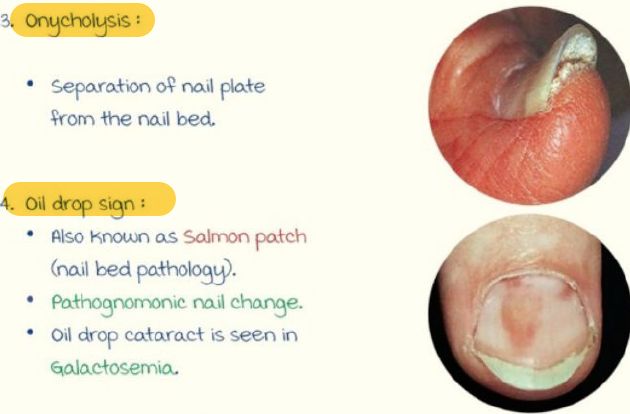 3. Onycholysis :
• Separation of nail plate
from the nail bed.
4. Oil drop sign :
• Also known as Salmon patch
(nail bed pathology).
• Pathognomonic nail change.
• Oil drop cataract is seen in
Galactosemia.